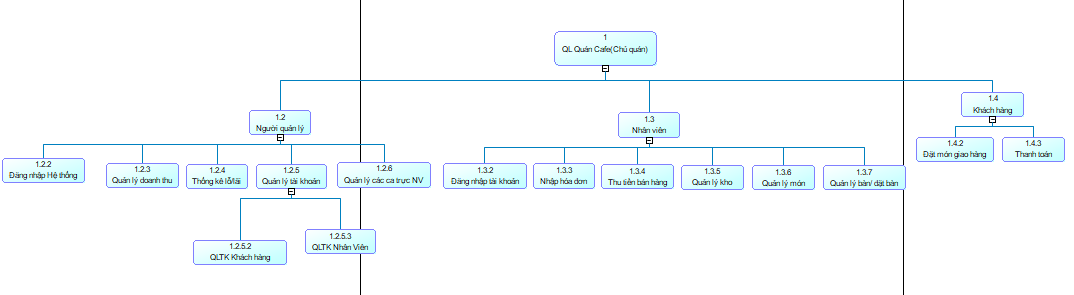 1
QL Quán Cafe(Chủ quán)
1.2
Người quản lý
1.3
Nhân viên
1.4
Khách hàng
1.2.2
Đăng nhập Hệ thống
1.2.3
Quản lý doanh thu
1.2.4
Thống kê lỗ/lãi
1.2.5
Quản lý tài khoản
1.2.6
Quản lý các ca trực NV
1.3.2
Đăng nhập tài khoản
1.3.3
Nhập hóa đơn
1.3.4
Thu tiền bán hàng
1.3.5
Quản lý kho
1.3.6
Quản lý món
1.3.7
Quản lý bàn/ đặt bàn
1.4.2
Đặt món giao hàng
1.4.3
Thanh toán
1.2.5.2
QLTK Khách hàng
1.2.5.3
QLTK Nhân Viên